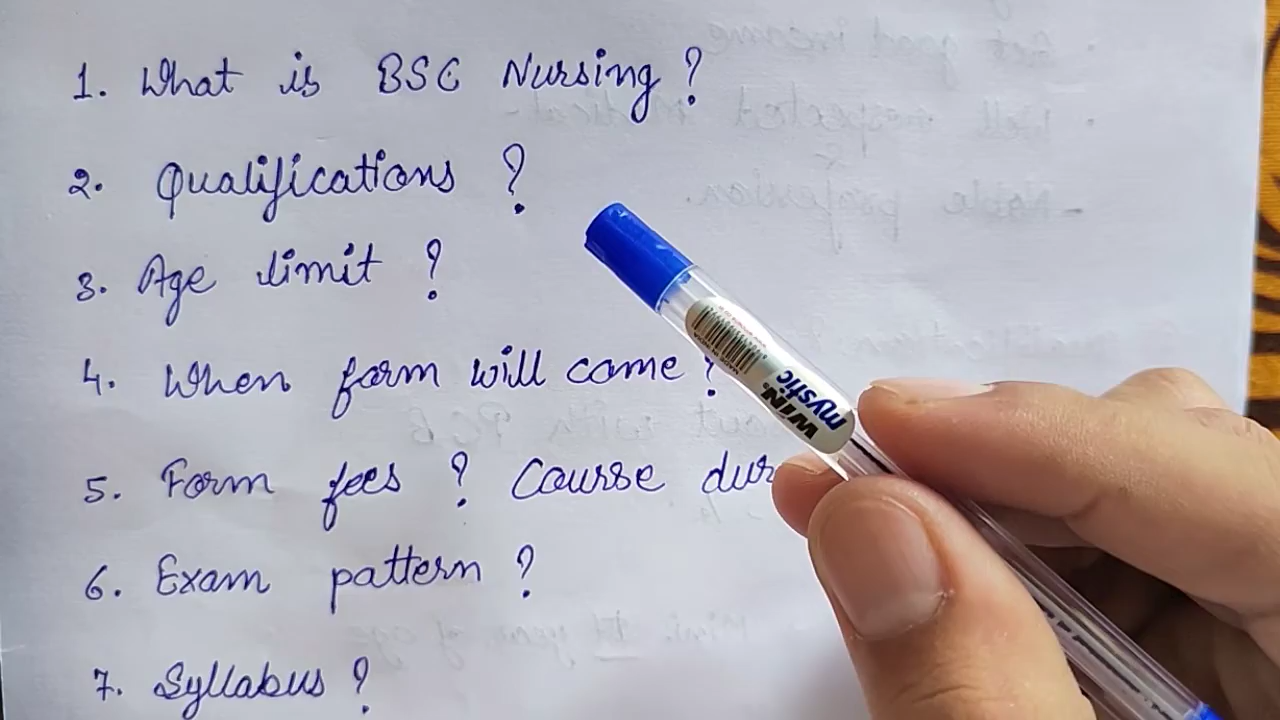 1. What is BSC Nursing ?
2. Qualifications ?
3. Age limit ?
4. When form will come ?
5. Form fees ? Course dur
6. Exam pattern ?
7. Syllabus ?
WIN
mystic